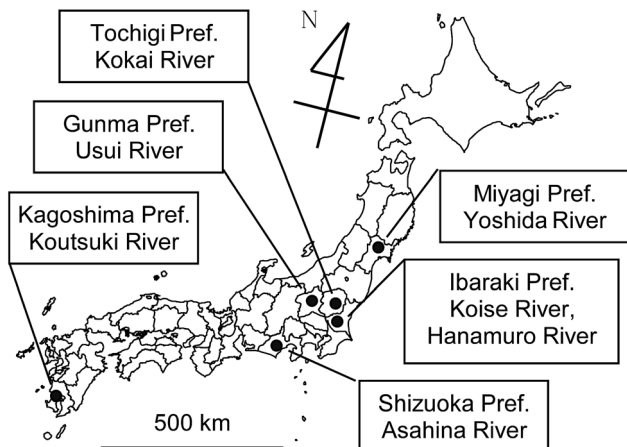 Tochigi Pref.
Kokai River
N
Gunma Pref.
Usui River
Kagoshima Pref.
Koutsuki River
Miyagi Pref.
Yoshida River
Ibaraki Pref.
Koise River,
Hanamuro River
Shizuoka Pref.
Asahina River
500 km